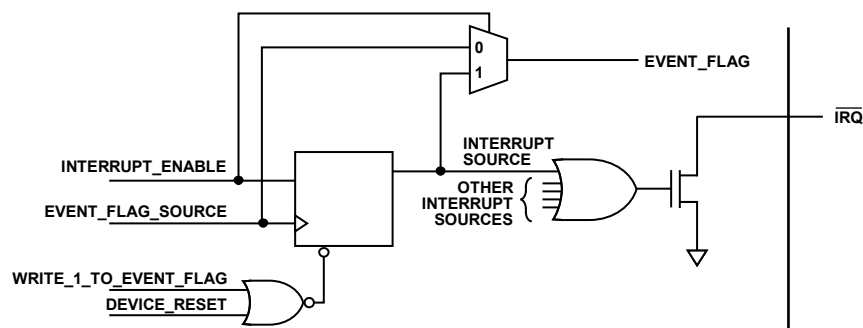 0
EVENT_FLAG
1
IRQ
INTERRUPT_ENABLE
INTERRUPT
SOURCE
OTHER
INTERRUPT
SOURCES
EVENT_FLAG_SOURCE
WRITE_1_TO_EVENT_FLAG
DEVICE_RESET